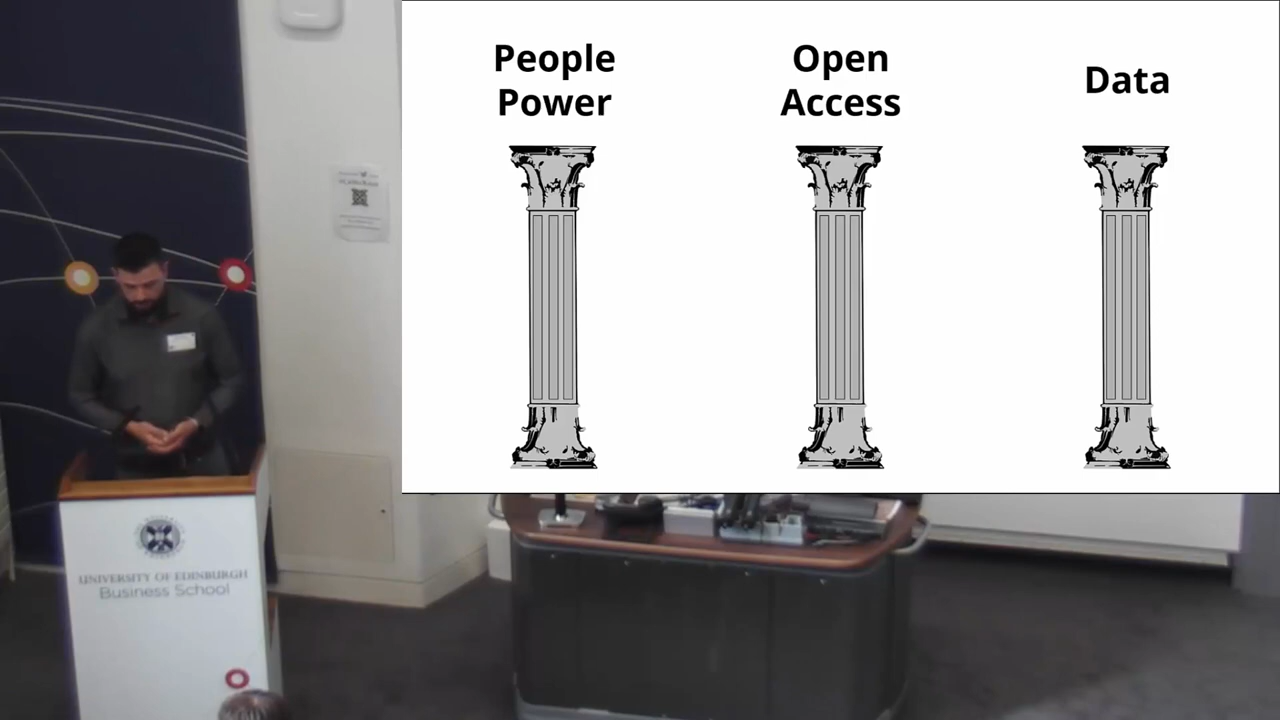 People
Power
Open
Access
Data
UNIVERSITY OF EDINBURGH
Business School